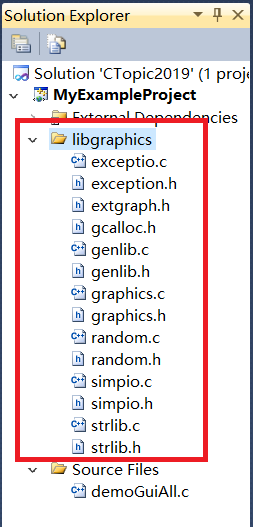 Solution Explorer
Solution 'CTopic2019' (1 proje
MyExampleProject
External Dependencies
libgraphics
exceptio.c
exception.h
extgraph.h
gcalloc.h
genlib.c
genlib.h
graphics.c
graphics.h
random.c
random.h
simpio.c
simpio.h
strlib.c
strlib.h
Source Files
demoGuiAll.c